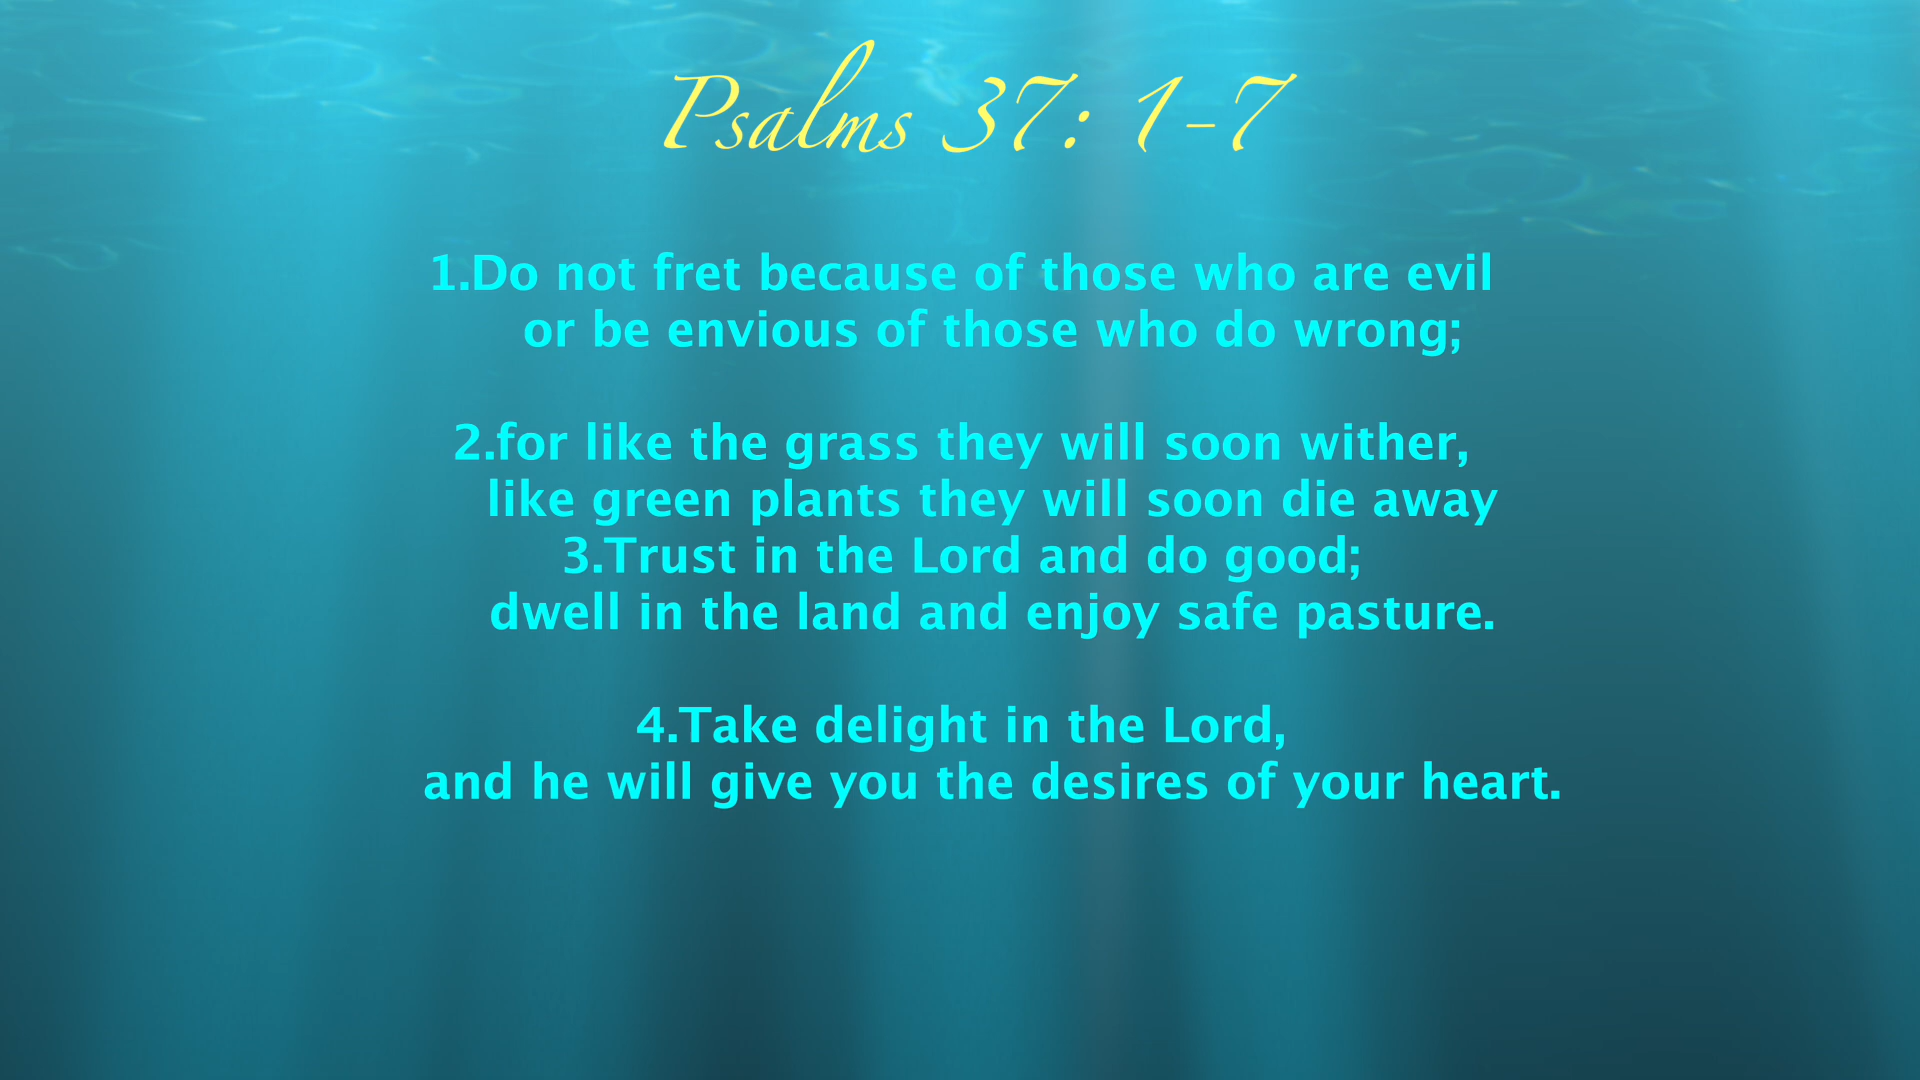 Psalms 37: 1-7
1.Do not fret because of those who are evil
or be envious of those who do wrong;
2.for like the grass they will soon wither,
like green plants they will soon die away
3.Trust in the Lord and do good;
dwell in the land and enjoy safe pasture.
4.Take delight in the Lord,
and he will give you the desires of your heart.